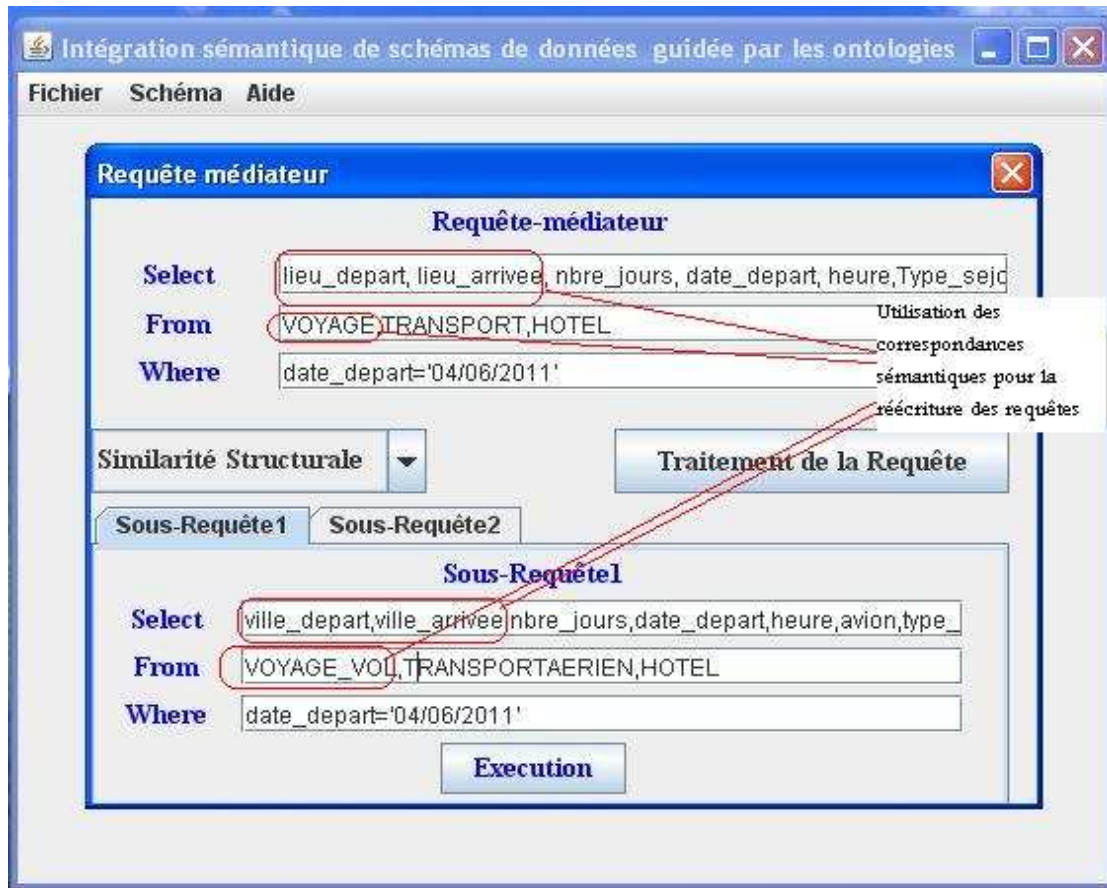 Intégration sémantique de schémas de données guidée par les ontologies
Fichier Schéma Aide
Requête médiateur
Requête-médiateur
Select lieu_depart, lieu_arrivee, nbre_jours, date_depart, heure,Type_sejo
From VOYAGE,TRANSPORT,HOTEL
Where date_depart='04/06/2011'
Utilisation des
correspondances
sémantiques pour la
réécriture des requêtes
Similarité Structurale
Traitement de la Requête
Sous-Requête1 Sous-Requéte2
Sous-Requête1
Select ville_depart,ville_arrivee,nbre_jours,date_depart,heure,avion,type_
From VOYAGE_VOL,TRANSPORTAERIEN,HOTEL
Where date_depart='04/06/2011'
Execution